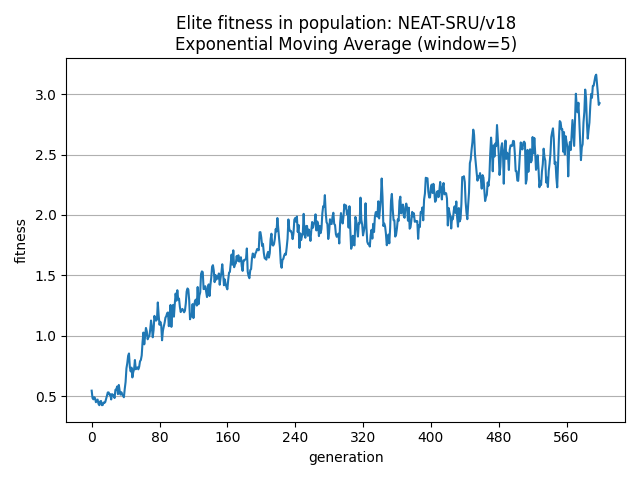 Elite fitness in population: NEAT-SRU/v18
Exponential Moving Average (window=5)
fitness
3.0
2.5
2.0
1.5
1.0
0.5
0 80 160 240 320 400 480 560
generation